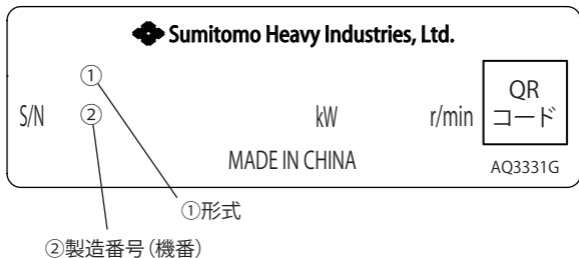 Sumitomo Heavy Industries, Ltd.
①
S/N ② kW r/min
QR
コード
MADE IN CHINA
AQ3331G
①形式
②製造番号(機番)